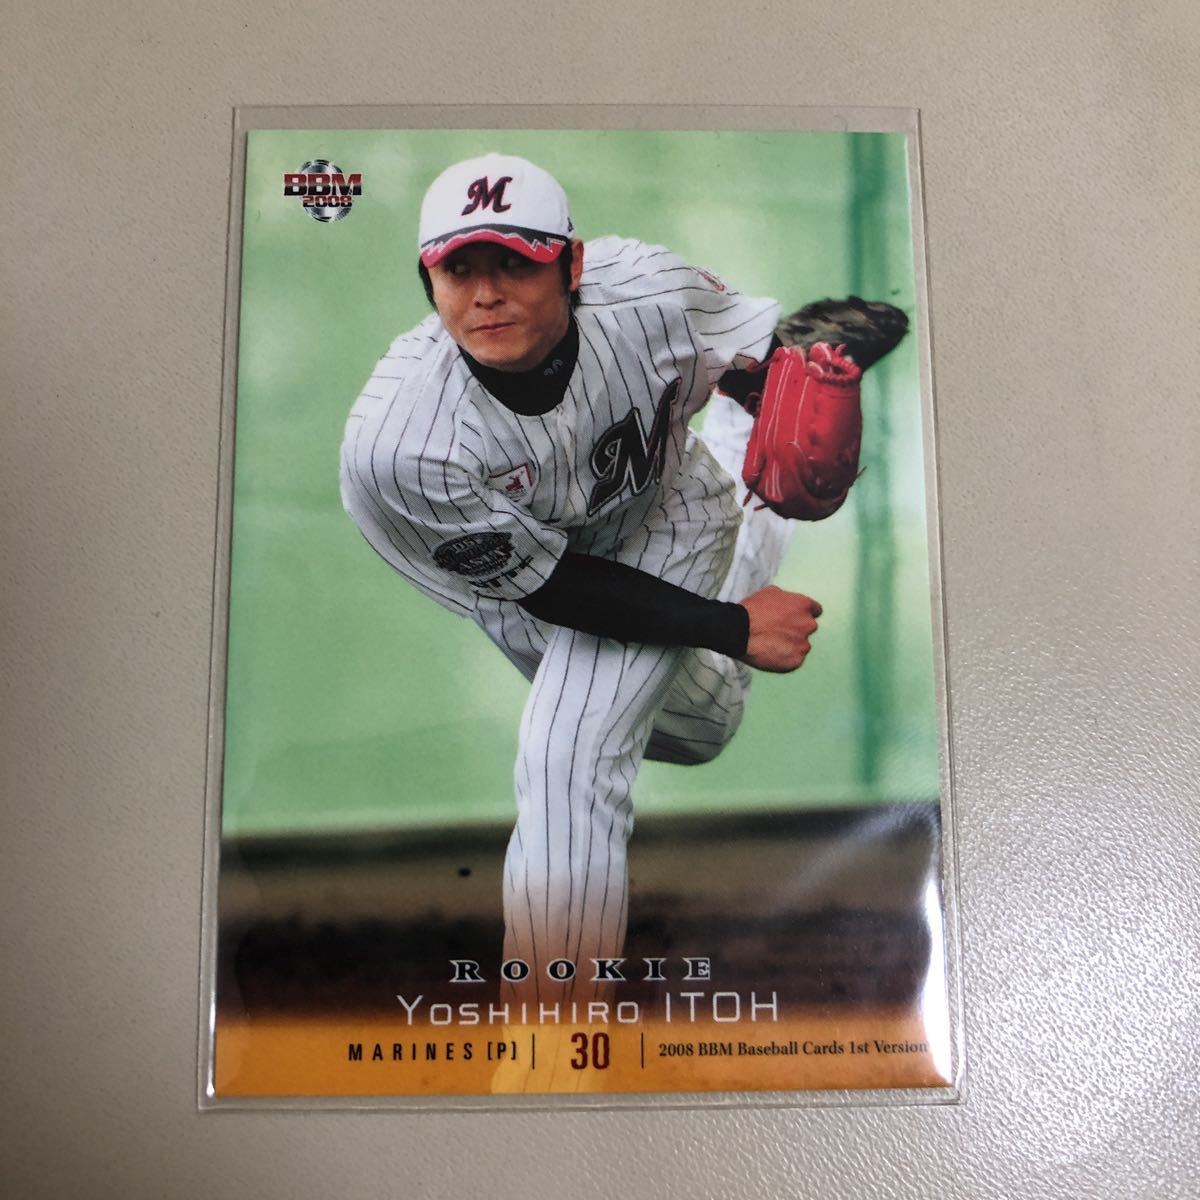 BBM
2008
M
M
ROOKIE
YOSHIHIRO ITOH
MARINES [P] | 30 | 2008 BBM Baseball Cards 1st Version